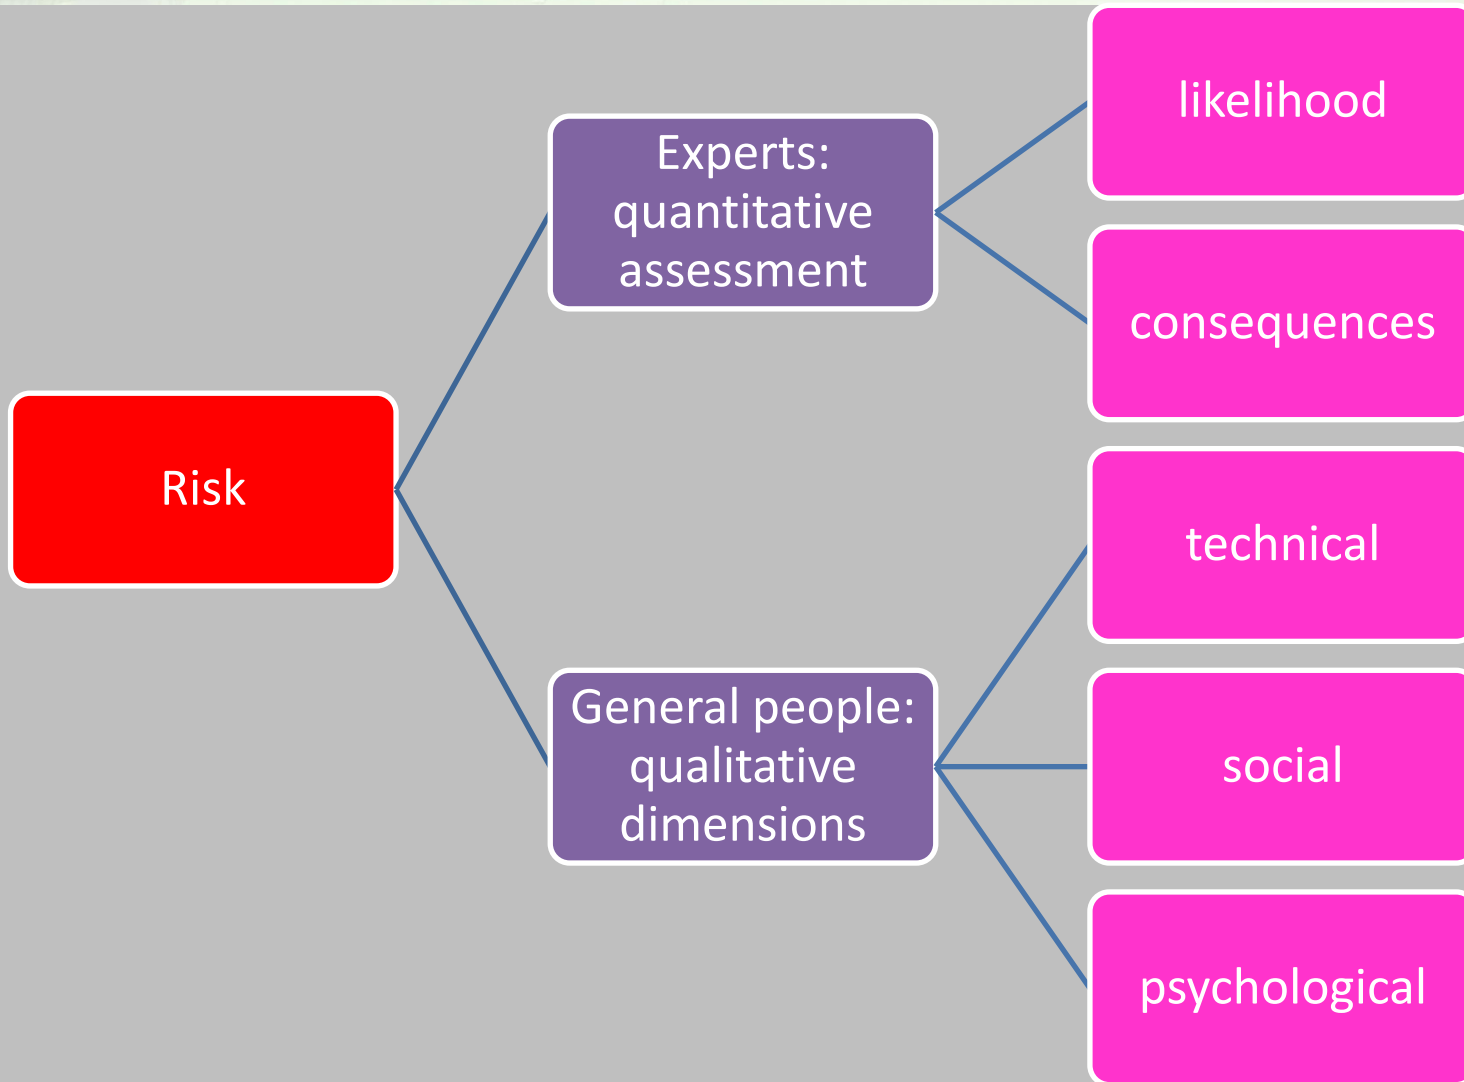 Risk
Experts:
quantitative
assessment
likelihood
consequences
General people:
qualitative
dimensions
technical
social
psychological